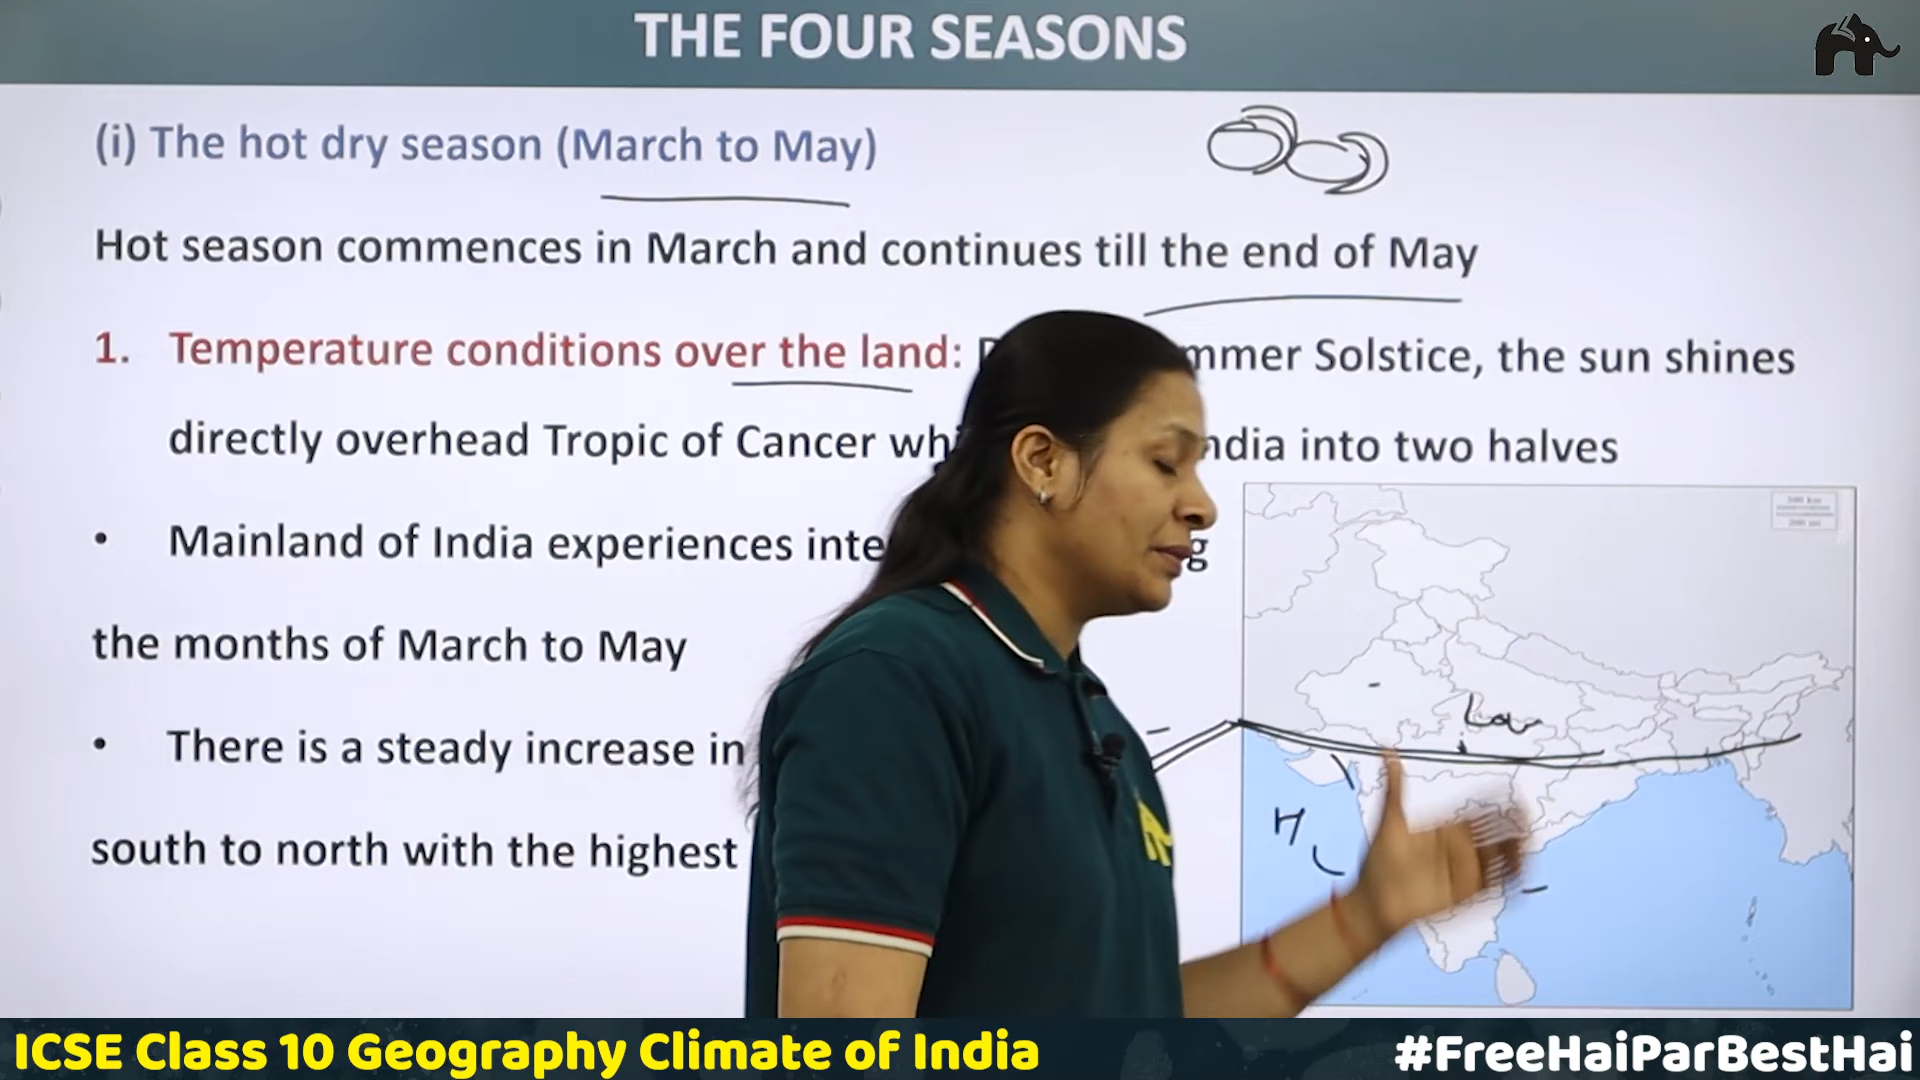 THE FOUR SEASONS
(i) The hot dry season (March to May)
Hot season commences in March and continues till the end of May
1. Temperature conditions over the land: mmer Solstice, the sun shines
directly overhead Tropic of Cancer whi ndia into two halves
• Mainland of India experiences inte g
the months of March to May
• There is a steady increase in
south to north with the highest
Low
H
L
ICSE Class 10 Geography Climate of India
#FreeHaiParBestHai